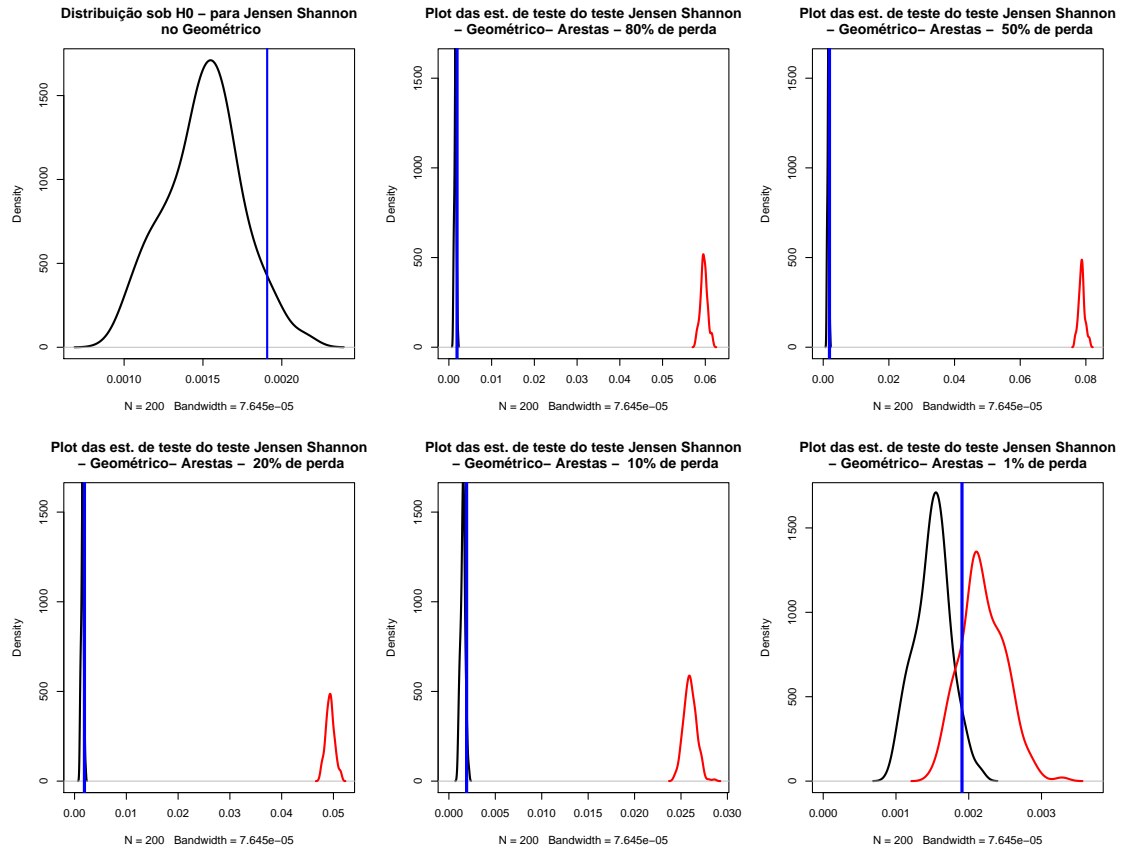 Distribuição sob H0 − para Jensen Shannon
no Geométrico
Density
0
500
1000
1500
0.0010
0.0015
0.0020
N = 200 Bandwidth = 7.645e−05
Plot das est. de teste do teste Jensen Shannon
− Geométrico− Arestas − 80% de perda
Density
0
500
1000
1500
0.00
0.01
0.02
0.03
0.04
0.05
0.06
N = 200 Bandwidth = 7.645e−05
Plot das est. de teste do teste Jensen Shannon
− Geométrico− Arestas − 50% de perda
Density
0
500
1000
1500
0.00
0.02
0.04
0.06
0.08
N = 200 Bandwidth = 7.645e−05
Plot das est. de teste do teste Jensen Shannon
− Geométrico− Arestas − 20% de perda
Density
0
500
1000
1500
0.00
0.01
0.02
0.03
0.04
0.05
N = 200 Bandwidth = 7.645e−05
Plot das est. de teste do teste Jensen Shannon
− Geométrico− Arestas − 10% de perda
Density
0
500
1000
1500
0.000
0.005
0.010
0.015
0.020
0.025
0.030
N = 200 Bandwidth = 7.645e−05
Plot das est. de teste do teste Jensen Shannon
− Geométrico− Arestas − 1% de perda
Density
0
500
1000
1500
0.000
0.001
0.002
0.003
N = 200 Bandwidth = 7.645e−05